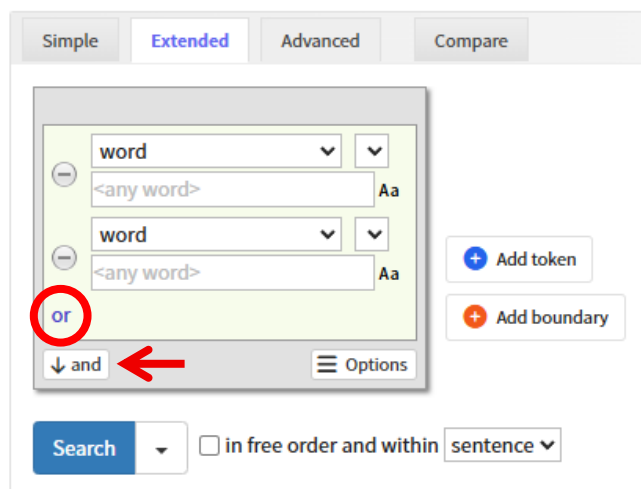 Simple Extended Advanced Compare
word
<any word> Aa
word
<any word> Aa
Add token
or
Add boundary
and Options
Search in free order and within sentence